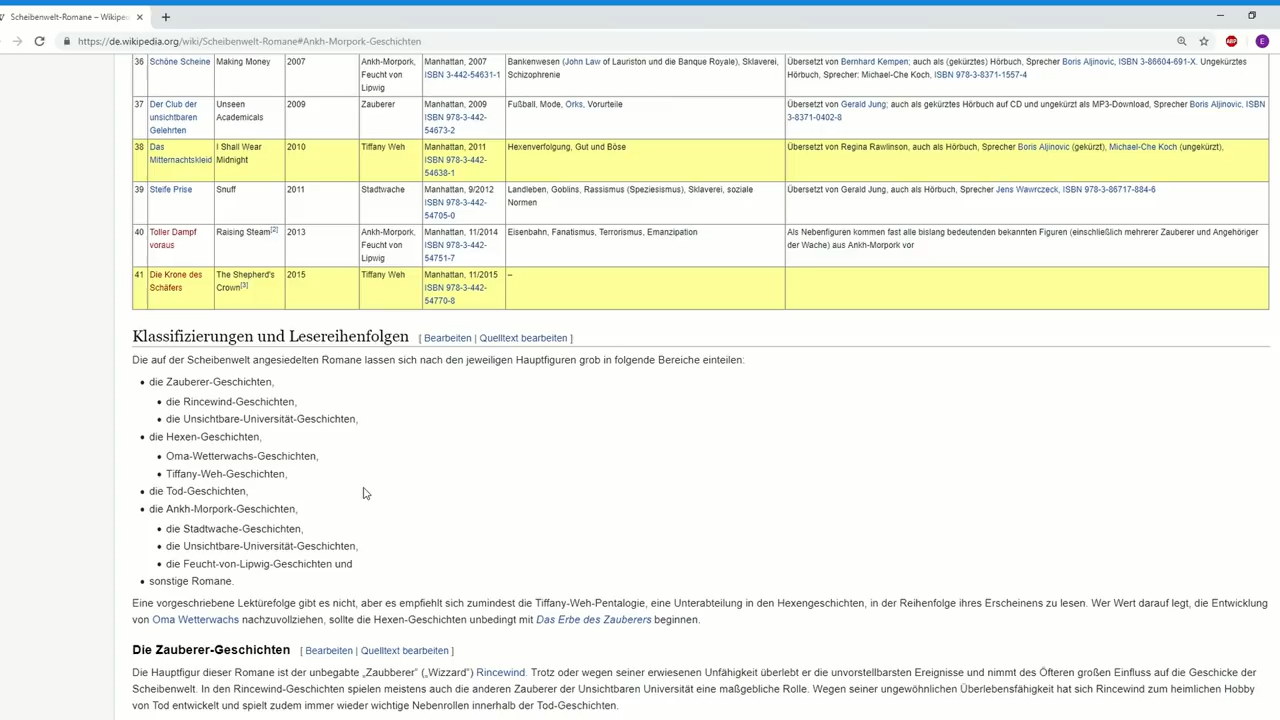 Scheibenwelt-Romane – Wikipe
https://de.wikipedia.org/wiki/Scheibenwelt-Romane#Ankh-Morpork-Geschichten
ABP
E
36 Schöne Scheine Making Money 2007 Ankh-Morpork, Manhattan, 2007 Bankenwesen (John Law of Lauriston und die Banque Royale), Sklaverei, Übersetzt von Bernhard Kempen; auch als (gekürztes) Hörbuch, Sprecher Boris Aljinovic, ISBN 3-86604-691-X. Ungekürztes
Feucht von ISBN 3-442-54631-1 Schizophrenie Hörbuch, Sprecher: Michael-Che Koch, ISBN 978-3-8371-1557-4
Lipwig
37 Der Club der Unseen 2009 Zauberer Manhattan, 2009 Fußball, Mode, Orks, Vorurteile Übersetzt von Gerald Jung; auch als gekürztes Hörbuch auf CD und ungekürzt als MP3-Download, Sprecher Boris Aljinovic, ISBN
unsichtbaren Academicals ISBN 978-3-442- 3-8371-0402-8
Gelehrten 54673-2
38 Das I Shall Wear 2010 Tiffany Weh Manhattan, 2011 Hexenverfolgung, Gut und Böse Übersetzt von Regina Rawlinson, auch als Hörbuch, Sprecher Boris Aljinovic (gekürzt), Michael-Che Koch (ungekürzt),
Mitternachtskleid Midnight ISBN 978-3-442-
54638-1
39 Steife Prise Snuff 2011 Stadtwache Manhattan, 9/2012 Landleben, Goblins, Rassismus (Speziesismus), Sklaverei, soziale Übersetzt von Gerald Jung, auch als Hörbuch, Sprecher Jens Wawrczeck, ISBN 978-3-86717-884-6
ISBN 978-3-442- Normen
54705-0
40 Toller Dampf Raising Steam[2] 2013 Ankh-Morpork, Manhattan, 11/2014 Eisenbahn, Fanatismus, Terrorismus, Emanzipation Als Nebenfiguren kommen fast alle bislang bedeutenden bekannten Figuren (einschließlich mehrerer Zauberer und Angehöriger
voraus Feucht von ISBN 978-3-442- der Wache) aus Ankh-Morpork vor
Lipwig 54751-7
41 Die Krone des The Shepherd's 2015 Tiffany Weh Manhattan, 11/2015 –
Schäfers Crown[3] ISBN 978-3-442-
54770-8
Klassifizierungen und Lesereihenfolgen [ Bearbeiten | Quelltext bearbeiten ]
Die auf der Scheibenwelt angesiedelten Romane lassen sich nach den jeweiligen Hauptfiguren grob in folgende Bereiche einteilen:
• die Zauberer-Geschichten,
• die Rincewind-Geschichten,
• die Unsichtbare-Universität-Geschichten,
• die Hexen-Geschichten,
• Oma-Wetterwachs-Geschichten,
• Tiffany-Weh-Geschichten,
• die Tod-Geschichten,
• die Ankh-Morpork-Geschichten,
• die Stadtwache-Geschichten,
• die Unsichtbare-Universität-Geschichten,
• die Feucht-von-Lipwig-Geschichten und
• sonstige Romane.
Eine vorgeschriebene Lektürefolge gibt es nicht, aber es empfiehlt sich zumindest die Tiffany-Weh-Pentalogie, eine Unterabteilung in den Hexengeschichten, in der Reihenfolge ihres Erscheinens zu lesen. Wer Wert darauf legt, die Entwicklung
von Oma Wetterwachs nachzuvollziehen, sollte die Hexen-Geschichten unbedingt mit Das Erbe des Zauberers beginnen.
Die Zauberer-Geschichten [ Bearbeiten | Quelltext bearbeiten ]
Die Hauptfigur dieser Romane ist der unbegabte „Zaubberer“ („Wizzard“) Rincewind. Trotz oder wegen seiner erwiesenen Unfähigkeit überlebt er die unvorstellbarsten Ereignisse und nimmt des Öfteren großen Einfluss auf die Geschicke der
Scheibenwelt. In den Rincewind-Geschichten spielen meistens auch die anderen Zauberer der Unsichtbaren Universität eine maßgebliche Rolle. Wegen seiner ungewöhnlichen Überlebensfähigkeit hat sich Rincewind zum heimlichen Hobby
von Tod entwickelt und spielt zudem immer wieder wichtige Nebenrollen innerhalb der Tod-Geschichten.